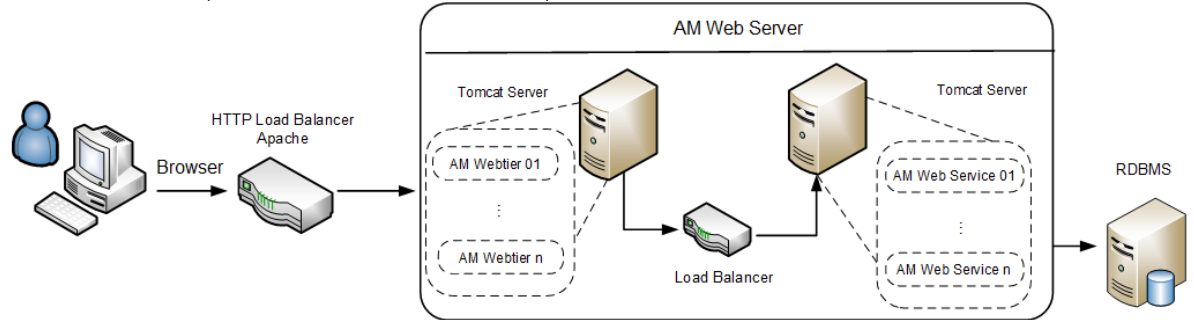 AM Web Server
Tomcat Server
Tomcat Server
HTTP Load Balancer
Apache
Browser
AM Webtier 01
⋮
AM Webtier n
Load Balancer
AM Web Service 01
⋮
AM Web Service n
RDBMS